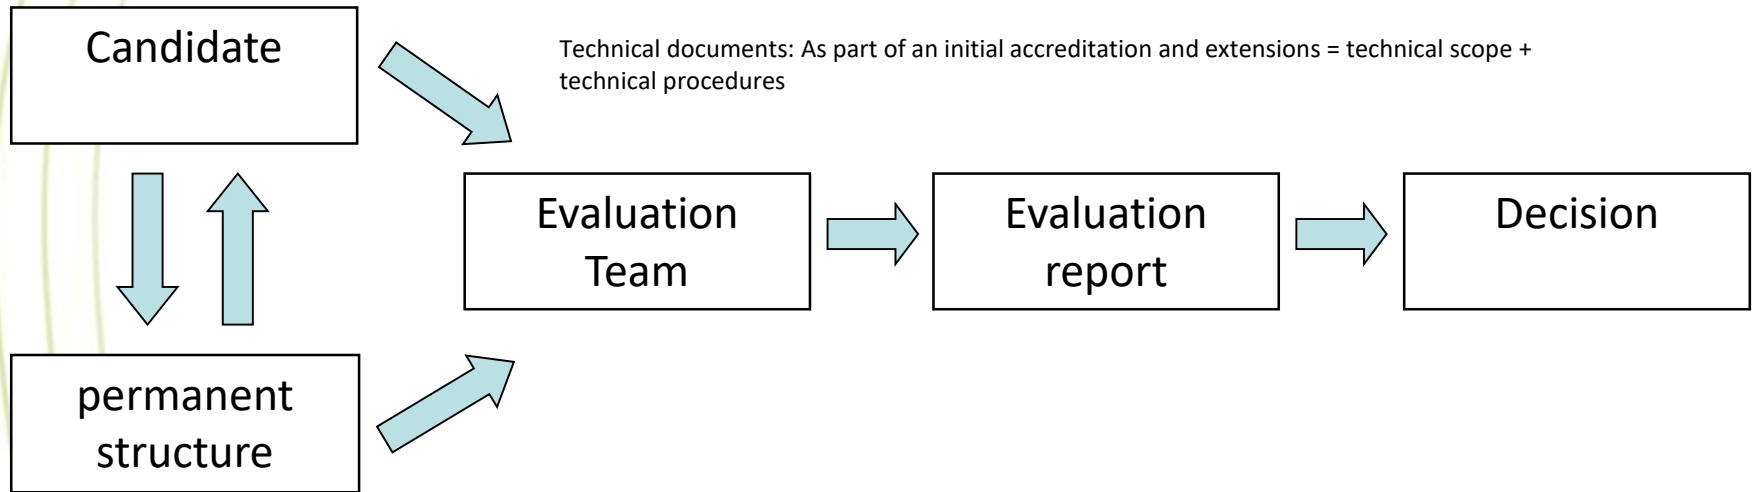 Candidate
Technical documents: As part of an initial accreditation and extensions = technical scope +
technical procedures
Evaluation
Team
Evaluation
report
Decision
permanent
structure